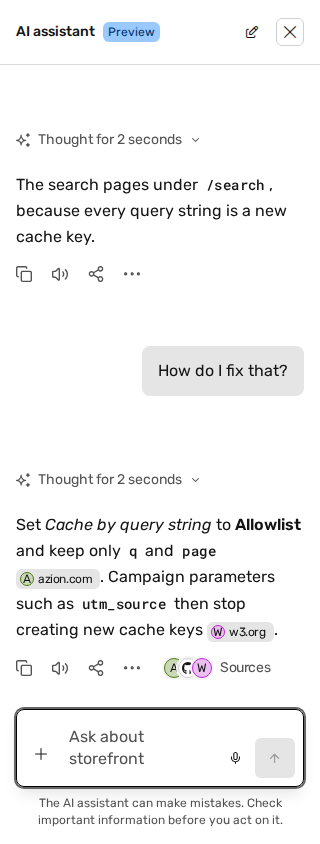 AI assistant Preview
Thought for 2 seconds
The search pages under /search,
because every query string is a new
cache key.
How do I fix that?
Thought for 2 seconds
Set Cache by query string to Allowlist
and keep only q and page
A azion.com. Campaign parameters
such as utm_source then stop
creating new cache keys W w3.org.
A W Sources
Ask about
storefront
The AI assistant can make mistakes. Check
important information before you act on it.